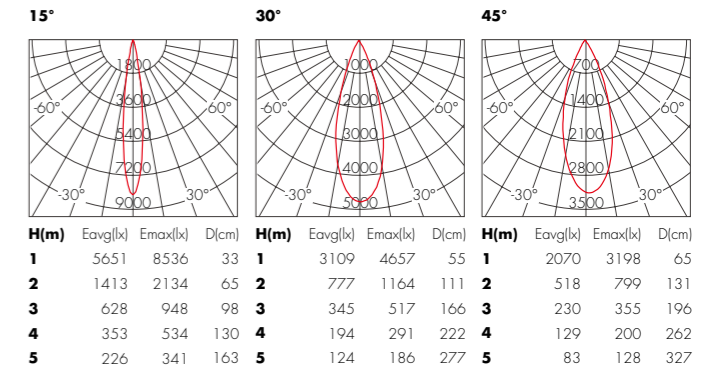 15° 30° 45°
1800 1000 700
3600 2000 1400
-60° 60° -60° 60° -60° 60°
5400 3000 2100
7200 4000 2800
-30° 30° -30° 30° -30° 30°
9000 5000 3500
H(m) Eavg(lx) Emax(lx) D(cm) H(m) Eavg(lx) Emax(lx) D(cm) H(m) Eavg(lx) Emax(lx) D(cm)
1 5651 8536 33 1 3109 4657 55 1 2070 3198 65
2 1413 2134 65 2 777 1164 111 2 518 799 131
3 628 948 98 3 345 517 166 3 230 355 196
4 353 534 130 4 194 291 222 4 129 200 262
5 226 341 163 5 124 186 277 5 83 128 327